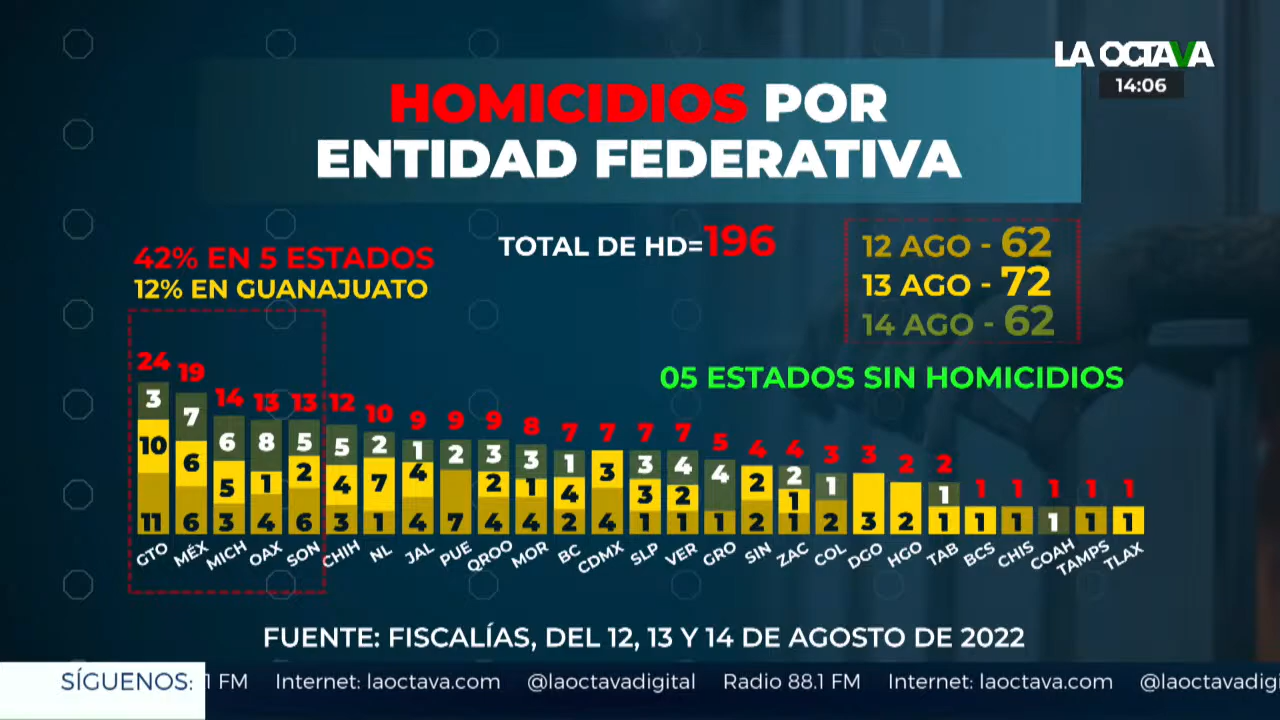 LA OCTAVA
14:06
HOMICIDIOS POR
ENTIDAD FEDERATIVA
42% EN 5 ESTADOS
12% EN GUANAJUATO
TOTAL DE HD=196
12 AGO - 62
13 AGO - 72
14 AGO - 62
05 ESTADOS SIN HOMICIDIOS
24 19 14 13 13 12 10 9 9 9 8 7 7 7 7 5 4 4 3 3 2 2 1 1 1 1 1
3 7 6 8 5 5 2 1 2 3 3 1 3 4 4 2 1 1 1
10 6 5 1 2 4 7 4 2 1 4 3 3 2 2 1
11 6 3 4 6 3 1 4 7 4 4 2 4 1 1 1 2 1 2 3 2 1 1 1 1 1
GTO MÉX MICH OAX SON CHIH NL JAL PUE QROO MOR BC CDMX SLP VER GRO SIN ZAC COL DGO HGO TAB BCS CHIS COAH TAMPS TLAX
FUENTE: FISCALÍAS, DEL 12, 13 Y 14 DE AGOSTO DE 2022
SÍGUENOS: 1 FM Internet: laoctava.com @laoctavadigital Radio 88.1 FM Internet: laoctava.com @laoctavadigi